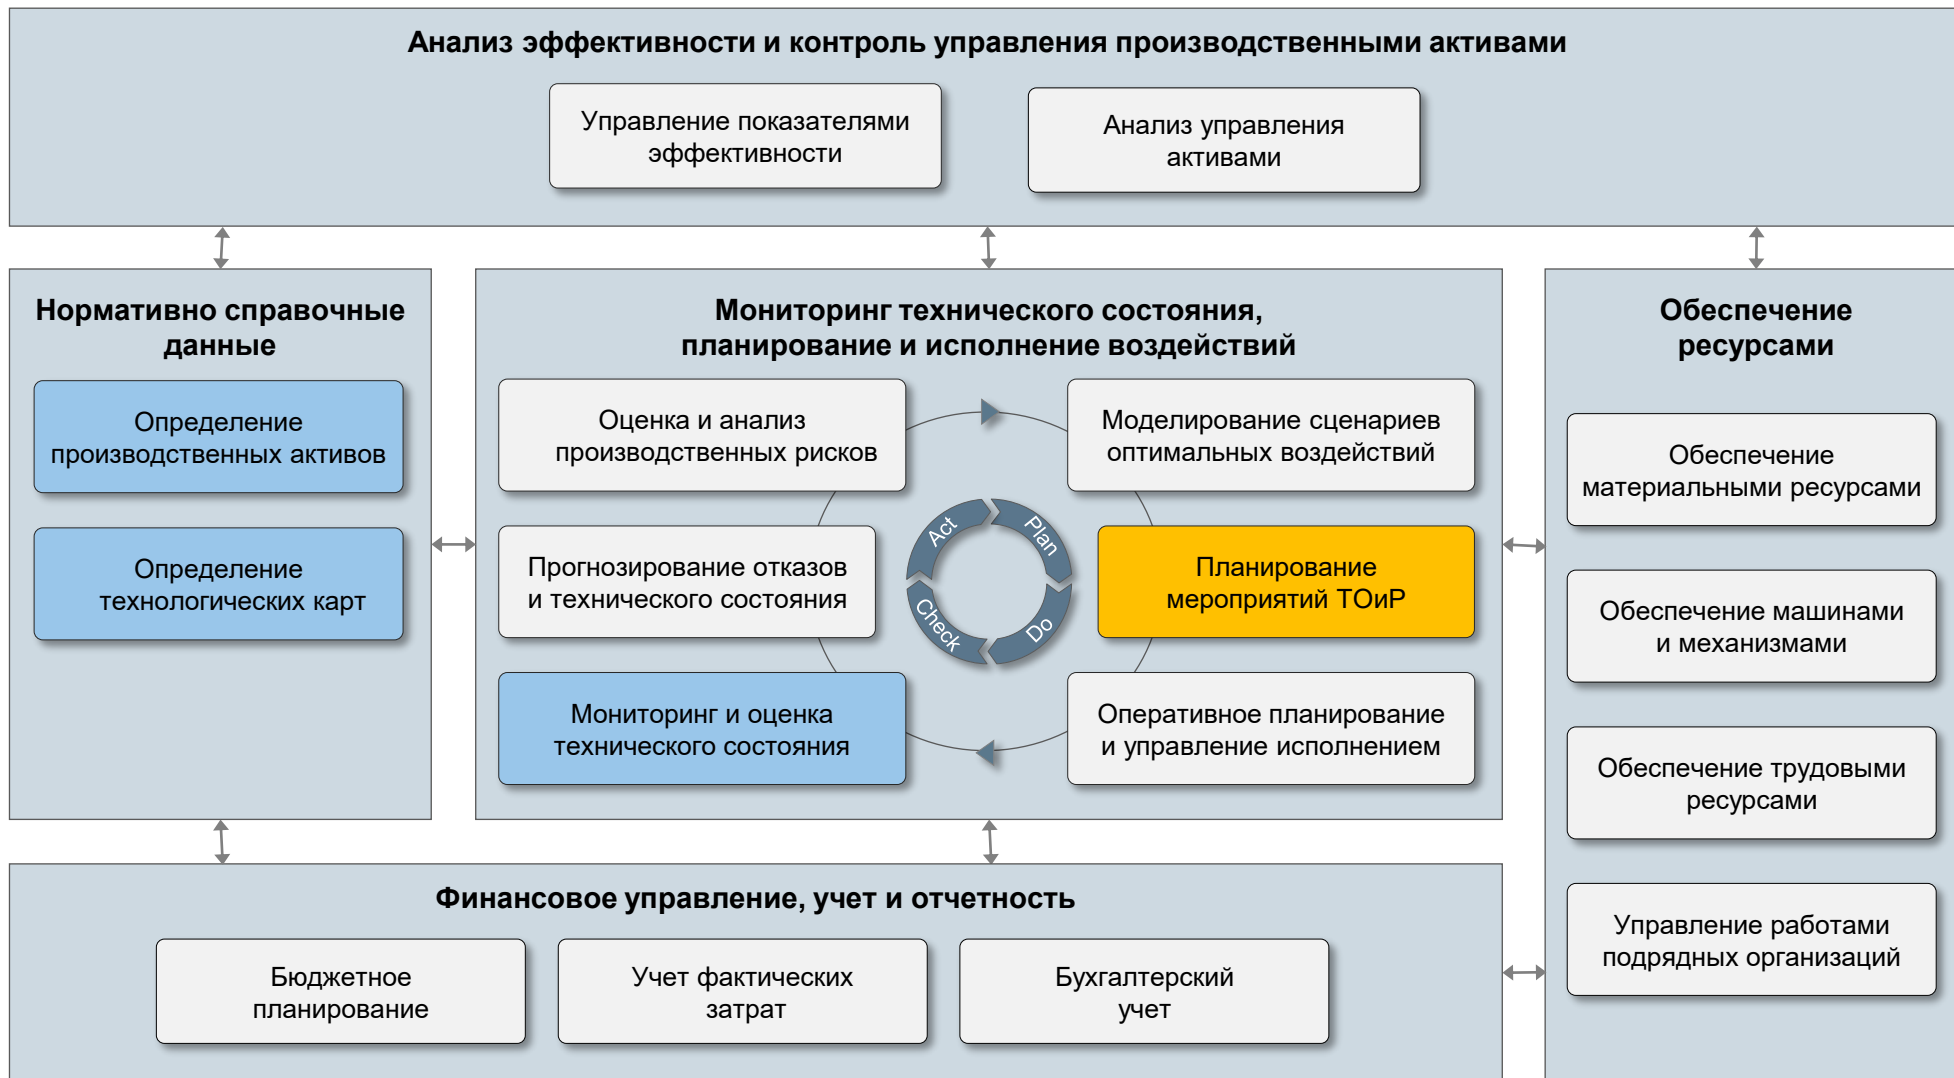 Анализ эффективности и контроль управления производственными активами
Управление показателями
эффективности
Анализ управления
активами
Нормативно справочные
данные
Определение
производственных активов
Определение
технологических карт
Мониторинг технического состояния,
планирование и исполнение воздействий
Оценка и анализ
производственных рисков
Моделирование сценариев
оптимальных воздействий
Прогнозирование отказов
и технического состояния
Act
Plan
Check
Do
Планирование
мероприятий ТОиР
Мониторинг и оценка
технического состояния
Оперативное планирование
и управление исполнением
Обеспечение
ресурсами
Обеспечение
материальными ресурсами
Обеспечение машинами
и механизмами
Обеспечение трудовыми
ресурсами
Управление работами
подрядных организаций
Финансовое управление, учет и отчетность
Бюджетное
планирование
Учет фактических
затрат
Бухгалтерский
учет